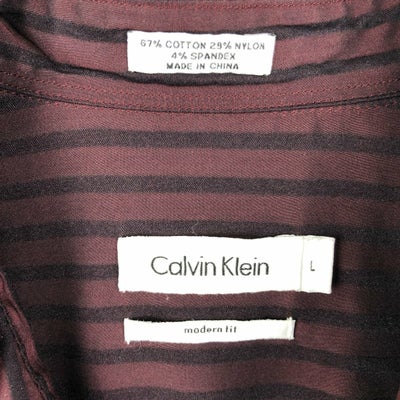 67% COTTON 29% NYLON
4% SPANDEX
MADE IN CHINA
Calvin Klein
L
modern fit